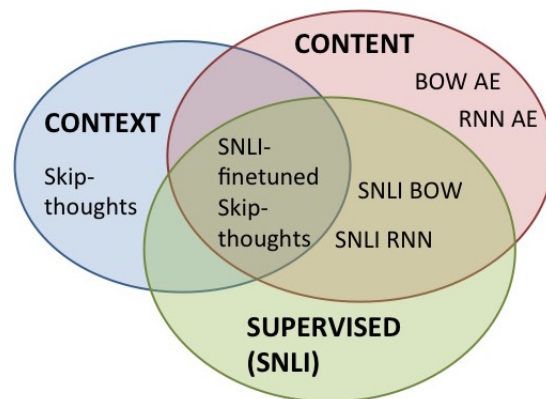 CONTENT
BOW AE
RNN AE
CONTEXT
Skip-
thoughts
SNLI-
finetuned
Skip-
thoughts
SNLI BOW
SNLI RNN
SUPERVISED
(SNLI)